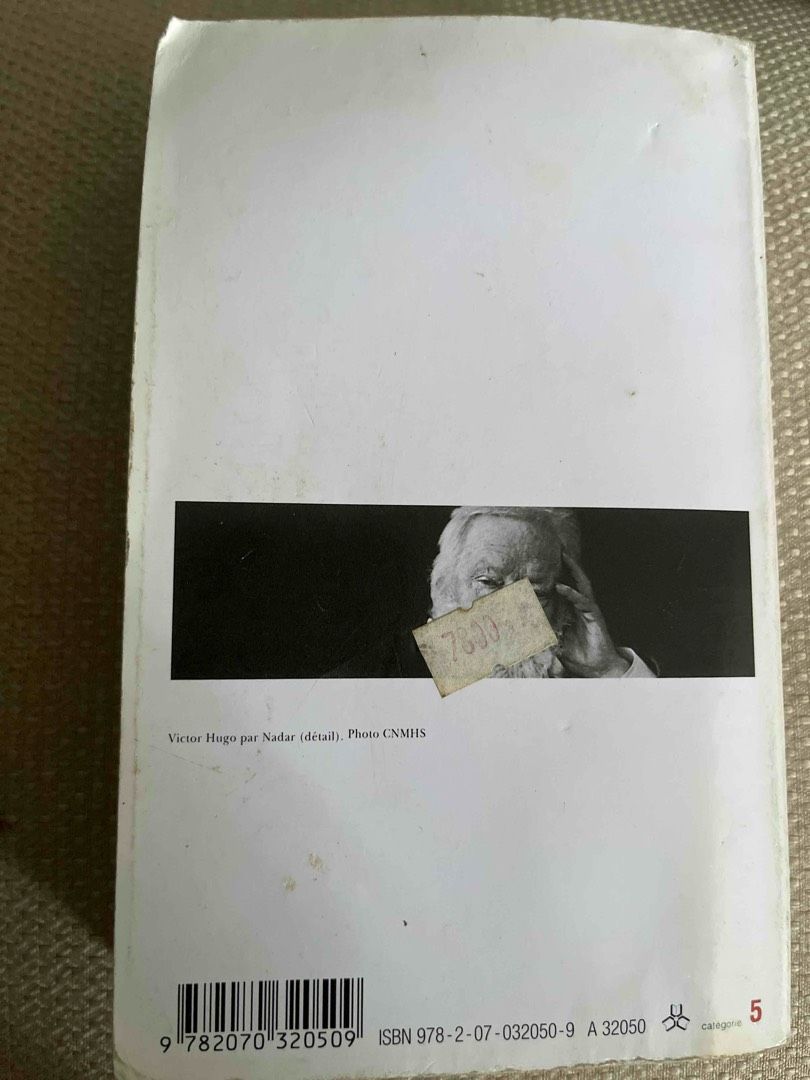 7800
Victor Hugo par Nadar (détail). Photo CNMHS
9 782070 320509
ISBN 978-2-07-032050-9 A 32050
catégorie 5